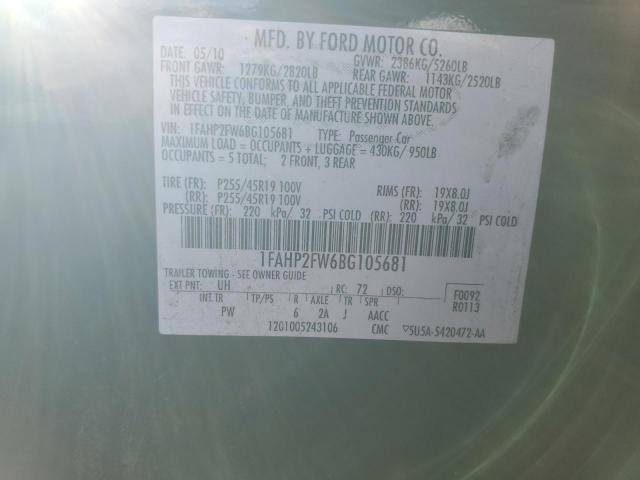 MFD. BY FORD MOTOR CO.
DATE: 05/10 GVWR: 2386KG/5260LB
FRONT GAWR: 1279KG/2820LB REAR GAWR: 1143KG/2520LB
THIS VEHICLE CONFORMS TO ALL APPLICABLE FEDERAL MOTOR
VEHICLE SAFETY, BUMPER, AND THEFT PREVENTION STANDARDS
IN EFFECT ON THE DATE OF MANUFACTURE SHOWN ABOVE.
VIN: 1FAHP2FW6BG105681 TYPE: Passenger Car
MAXIMUM LOAD = OCCUPANTS + LUGGAGE = 430KG/ 950LB
OCCUPANTS = 5 TOTAL: 2 FRONT, 3 REAR
TIRE (FR): P255/45R19 100V RIMS (FR): 19X8.0J
(RR): P255/45R19 100V (RR): 19X8.0J
PRESSURE (FR): 220 kPa/ 32 PSI COLD (RR): 220 kPa/ 32 PSI COLD
1FAHP2FW6BG105681
TRAILER TOWING - SEE OWNER GUIDE
EXT PNT: UH RC: 72 DSO: F0092
INT. TR TP/PS R AXLE TR SPR R0113
PW 6 2A J AACC
1201005243106 CMC ▽5U5A-5420472-AA